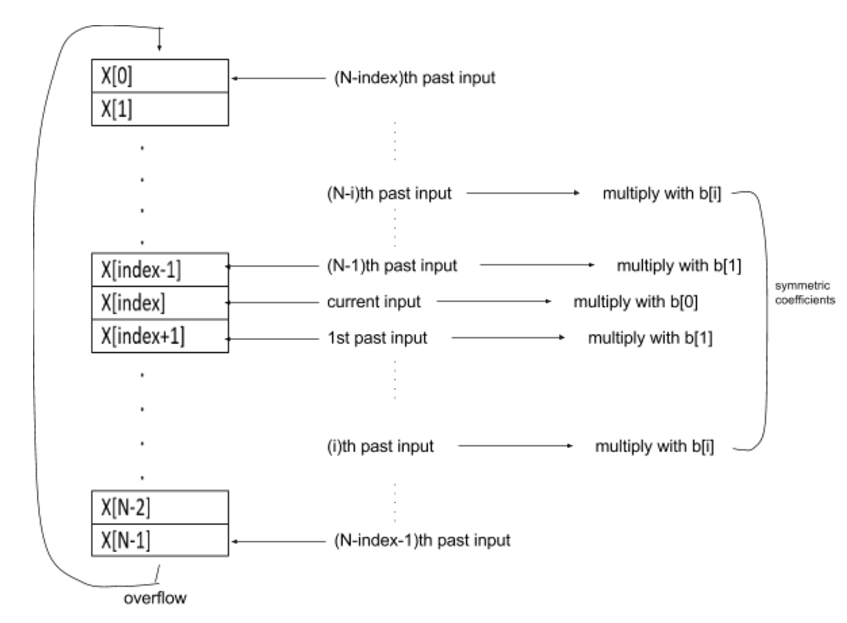 X[0]
(N-index)th past input
X[1]
(N-i)th past input
multiply with b[i]
X[index-1]
(N-1)th past input
multiply with b[1]
symmetric
coefficients
X[index]
current input
multiply with b[0]
X[index+1]
1st past input
multiply with b[1]
(i)th past input
multiply with b[i]
X[N-2]
X[N-1]
(N-index-1)th past input
overflow